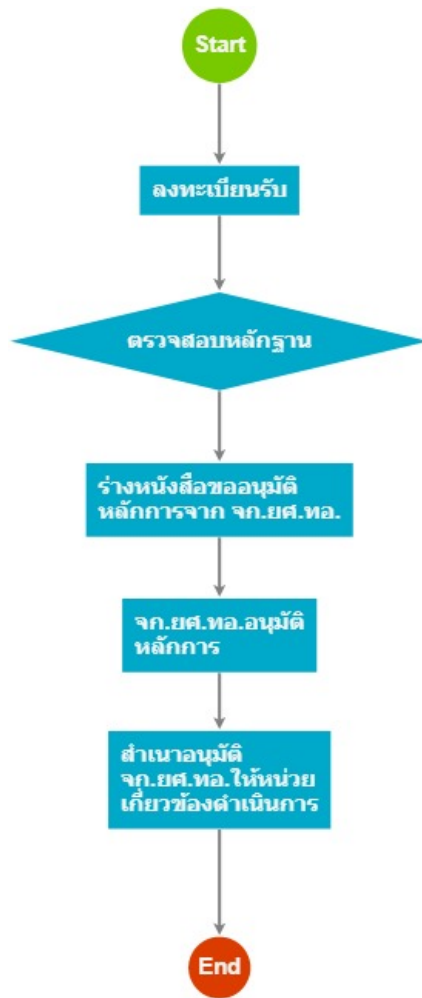 Start
ลงทะเบียนรับ
ตรวจสอบหลักฐาน
ร่างหนังสือขออนุมัติ
หลักการจาก จก.ยศ.ทอ.
จก.ยศ.ทอ.อนุมัติ
หลักการ
สำเนาอนุมัติ
จก.ยศ.ทอ.ให้หน่วย
เกี่ยวข้องดำเนินการ
End